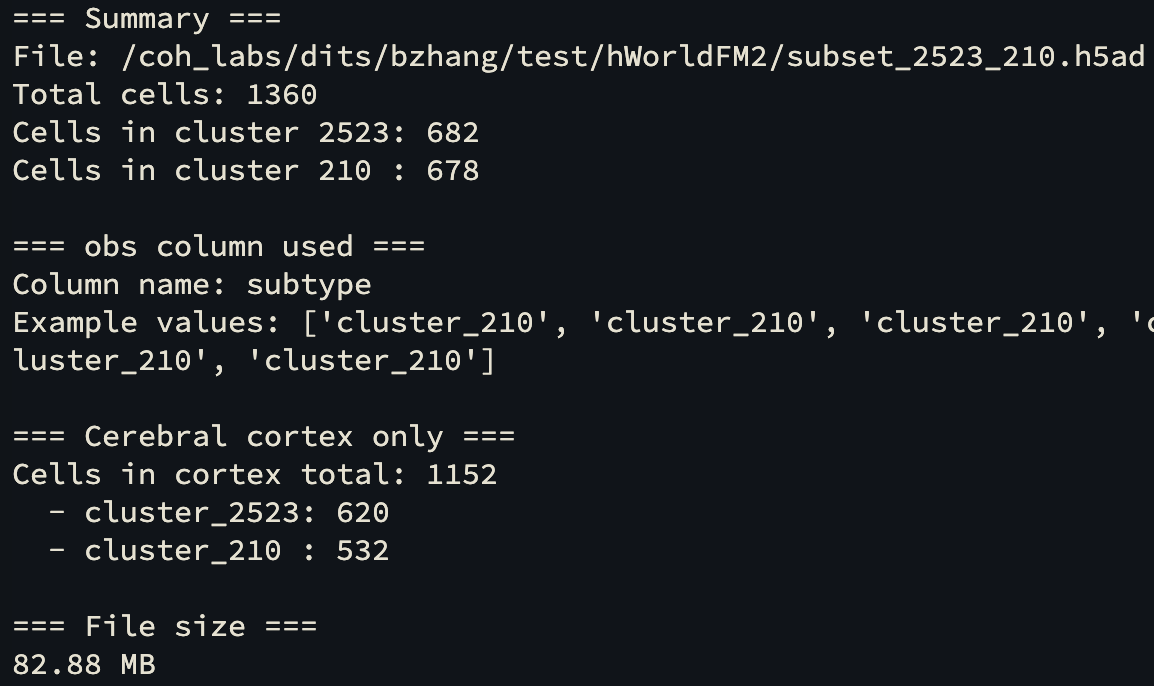 === Summary ===
File: /coh_labs/dits/bzhang/test/hWorldFM2/subset_2523_210.h5ad
Total cells: 1360
Cells in cluster 2523: 682
Cells in cluster 210 : 678
=== obs column used ===
Column name: subtype
Example values: ['cluster_210', 'cluster_210', 'cluster_210', 'c
luster_210', 'cluster_210']
=== Cerebral cortex only ===
Cells in cortex total: 1152
  - cluster_2523: 620
  - cluster_210 : 532
=== File size ===
82.88 MB